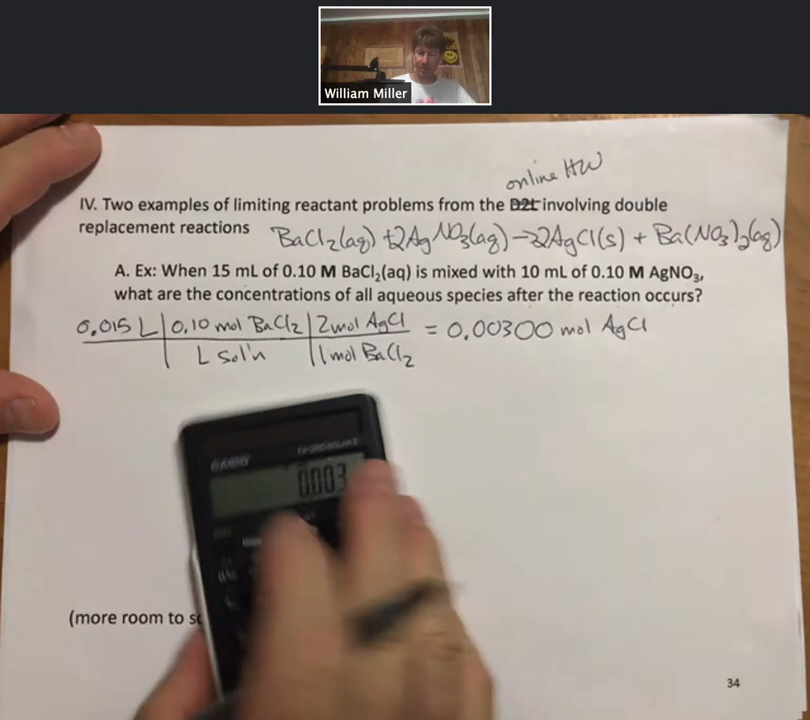 William Miller
online HW
IV. Two examples of limiting reactant problems from the D2L involving double
replacement reactions BaCl₂(aq) + 2AgNO₃(aq) → 2AgCl(s) + Ba(NO₃)₂(aq)
A. Ex: When 15 mL of 0.10 M BaCl₂(aq) is mixed with 10 mL of 0.10 M AgNO₃,
what are the concentrations of all aqueous species after the reaction occurs?
0.015 L | 0.10 mol BaCl₂ | 2 mol AgCl = 0.00300 mol AgCl
| L sol'n | 1 mol BaCl₂
CASIO
0.003
(more room to
34